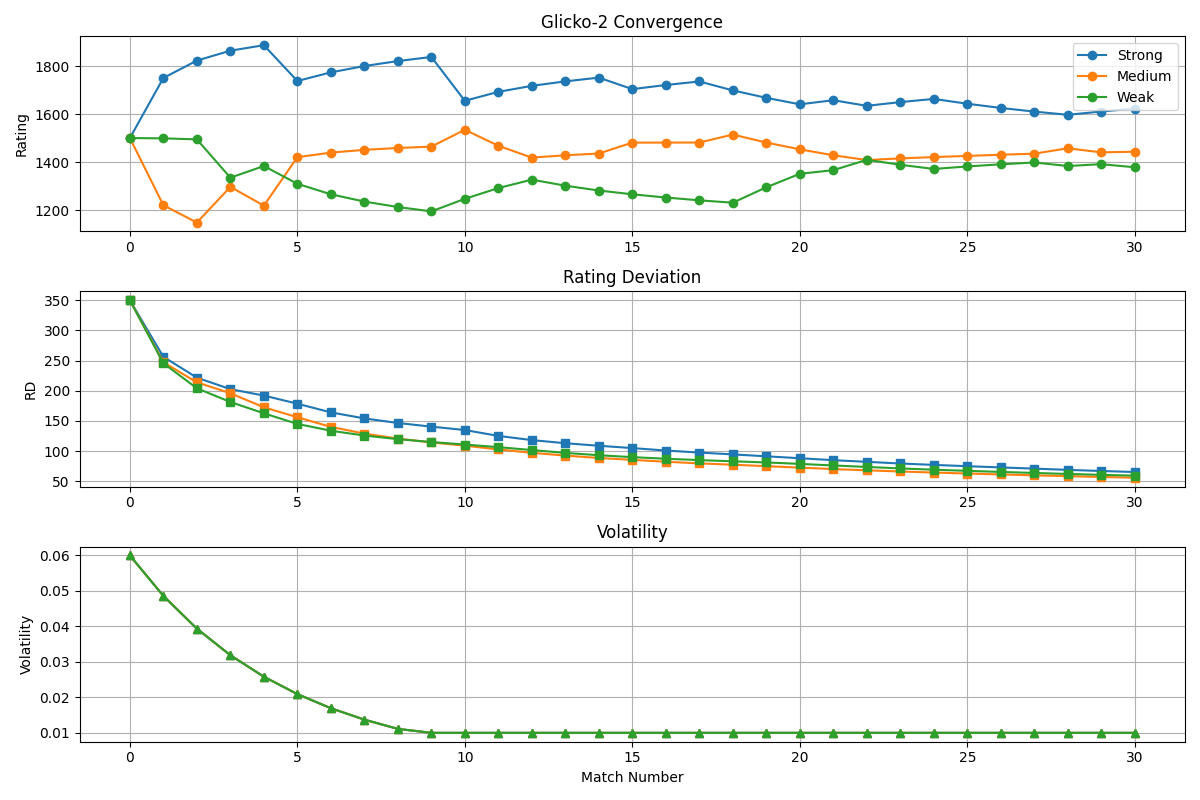 Glicko-2 Convergence
Rating
1800
1600
1400
1200
Strong
Medium
Weak
0 5 10 15 20 25 30
Rating Deviation
RD
350
300
250
200
150
100
50
0 5 10 15 20 25 30
Volatility
Volatility
0.06
0.05
0.04
0.03
0.02
0.01
0 5 10 15 20 25 30
Match Number